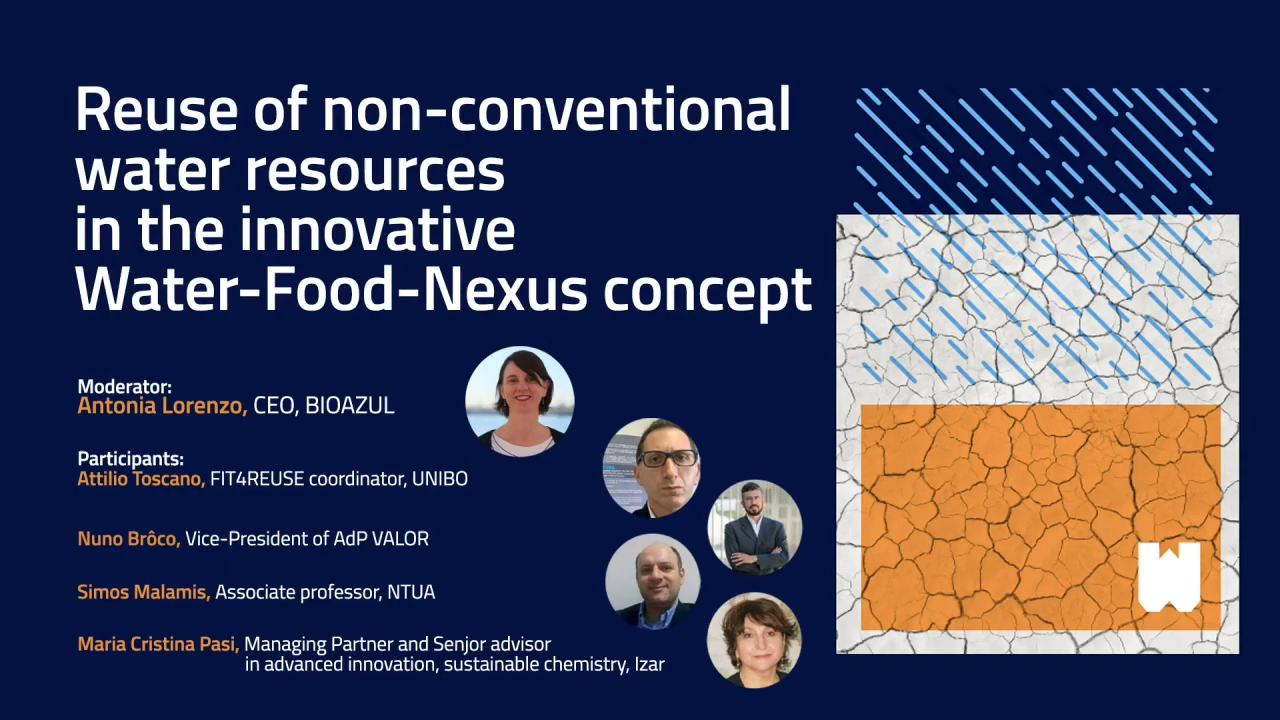 Reuse of non-conventional
water resources
in the innovative
Water-Food-Nexus concept
Moderator:
Antonia Lorenzo, CEO, BIOAZUL
Participants:
Attilio Toscano, FIT4REUSE coordinator, UNIBO
Nuno Brôco, Vice-President of AdP VALOR
Simos Malamis, Associate professor, NTUA
Maria Cristina Pasi, Managing Partner and Senjor advisor
in advanced innovation, sustainable chemistry, Izar